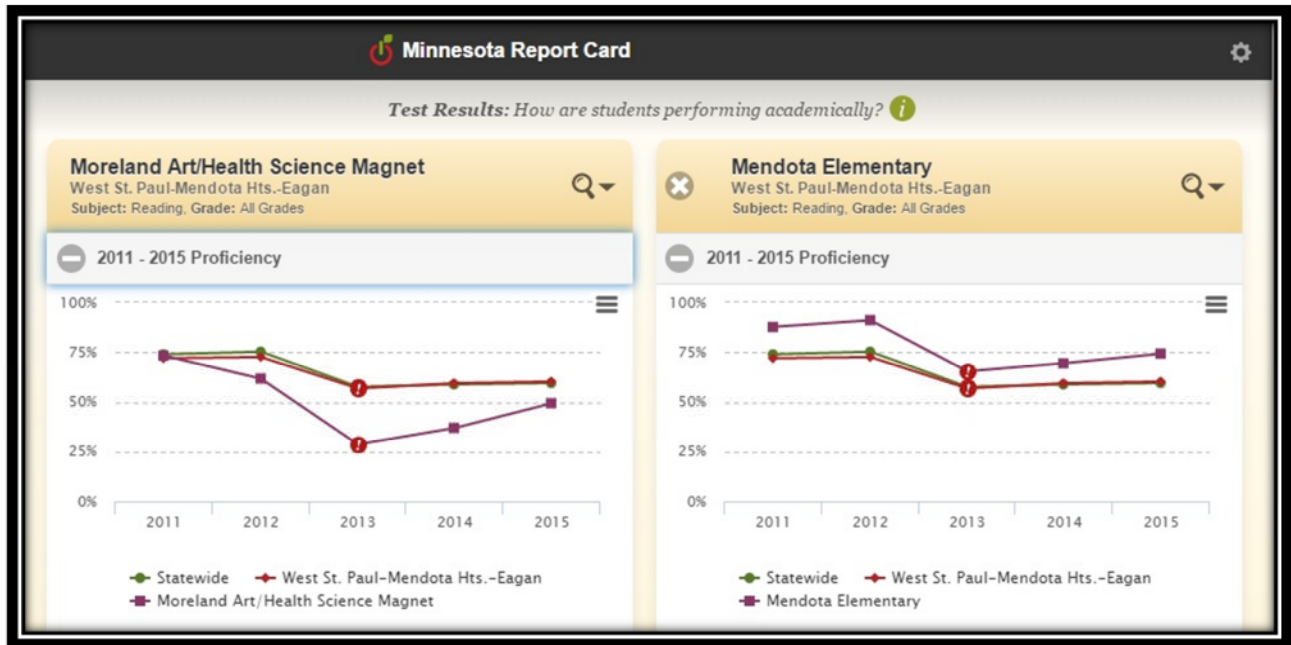 Minnesota Report Card
Test Results: How are students performing academically? i
Moreland Art/Health Science Magnet
West St. Paul-Mendota Hts.-Eagan
Subject: Reading, Grade: All Grades
2011 - 2015 Proficiency
100%
75%
50%
25%
0%
2011 2012 2013 2014 2015
Statewide West St. Paul-Mendota Hts.-Eagan
Moreland Art/Health Science Magnet
Mendota Elementary
West St. Paul-Mendota Hts.-Eagan
Subject: Reading, Grade: All Grades
2011 - 2015 Proficiency
100%
75%
50%
25%
0%
2011 2012 2013 2014 2015
Statewide West St. Paul-Mendota Hts.-Eagan
Mendota Elementary